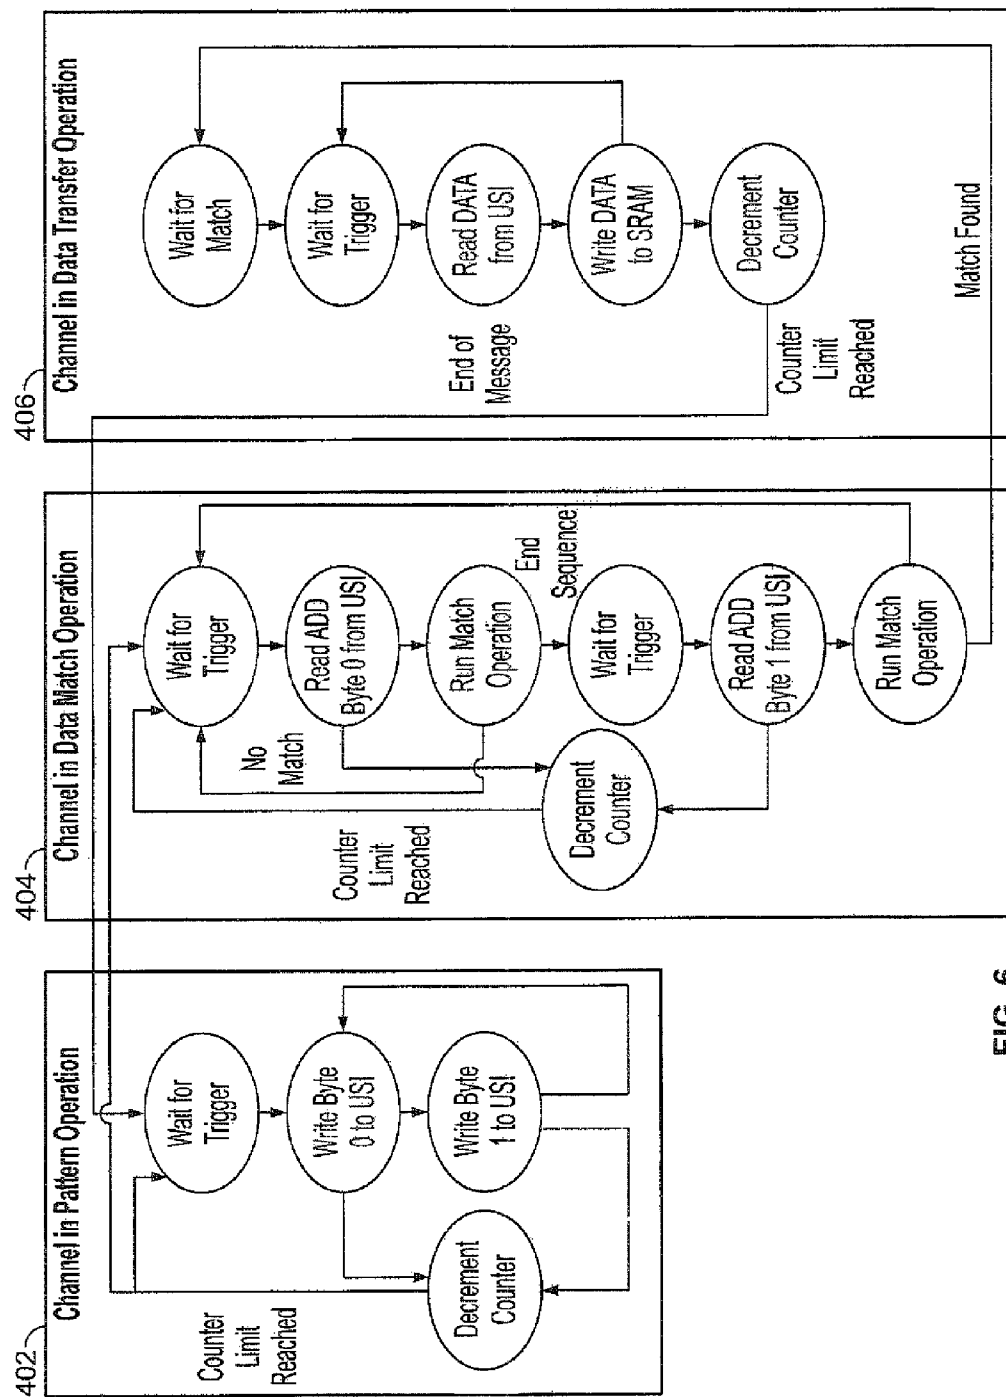 402
Channel in Pattern Operation
Wait for
Trigger
Write Byte
0 to USI
Write Byte
1 to USI
Decrement
Counter
Counter
Limit
Reached
404
Channel in Data Match Operation
Wait for
Trigger
Read ADD
Byte 0 from USI
Run Match
Operation
Wait for
Trigger
Read ADD
Byte 1 from USI
Run Match
Operation
No
Match
End
Sequence
Decrement
Counter
Counter
Limit
Reached
406
Channel in Data Transfer Operation
Wait for
Match
Wait for
Trigger
Read DATA
from USI
Write DATA
to SRAM
Decrement
Counter
End of
Message
Counter
Limit
Reached
Match Found
FIG. 6